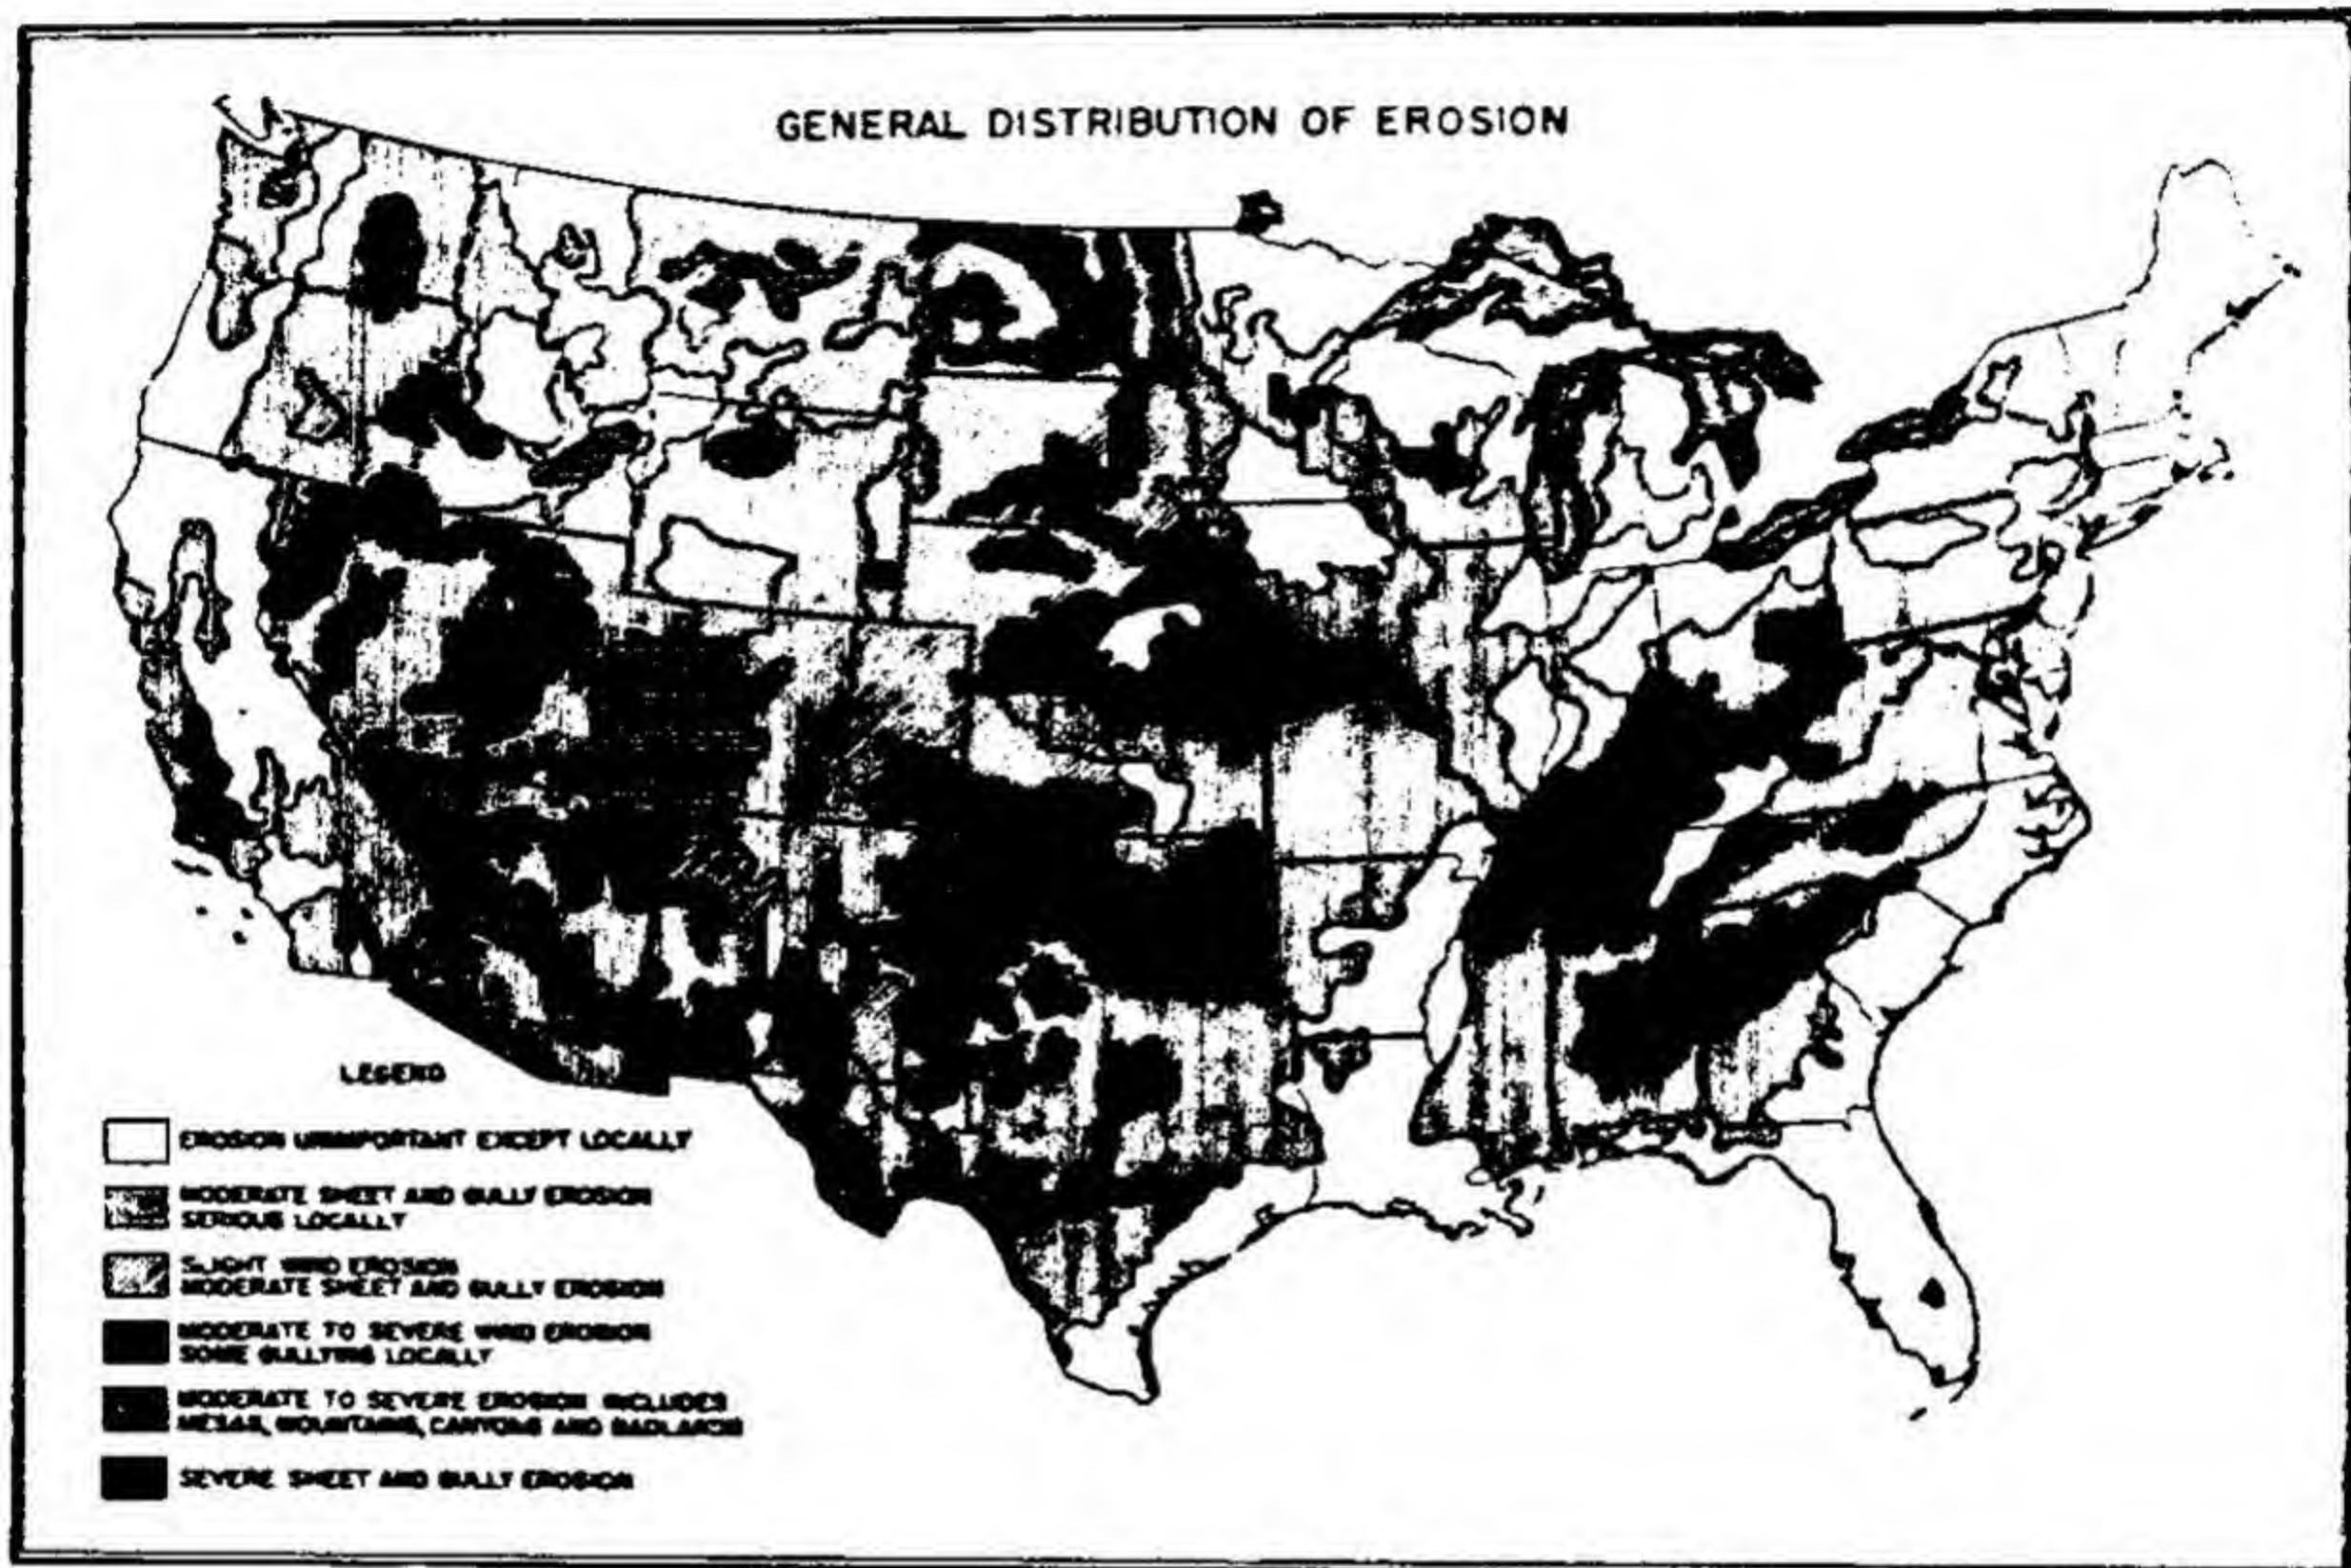 GENERAL DISTRIBUTION OF EROSION
LEGEND
EROSION UNIMPORTANT EXCEPT LOCALLY
MODERATE SHEET AND GULLY EROSION
SERIOUS LOCALLY
SLIGHT WIND EROSION
MODERATE SHEET AND GULLY EROSION
MODERATE TO SEVERE WIND EROSION
SOME GULLYING LOCALLY
MODERATE TO SEVERE EROSION INCLUDES
MESAS, MOUNTAINS, CANYONS AND BADLANDS
SEVERE SHEET AND GULLY EROSION